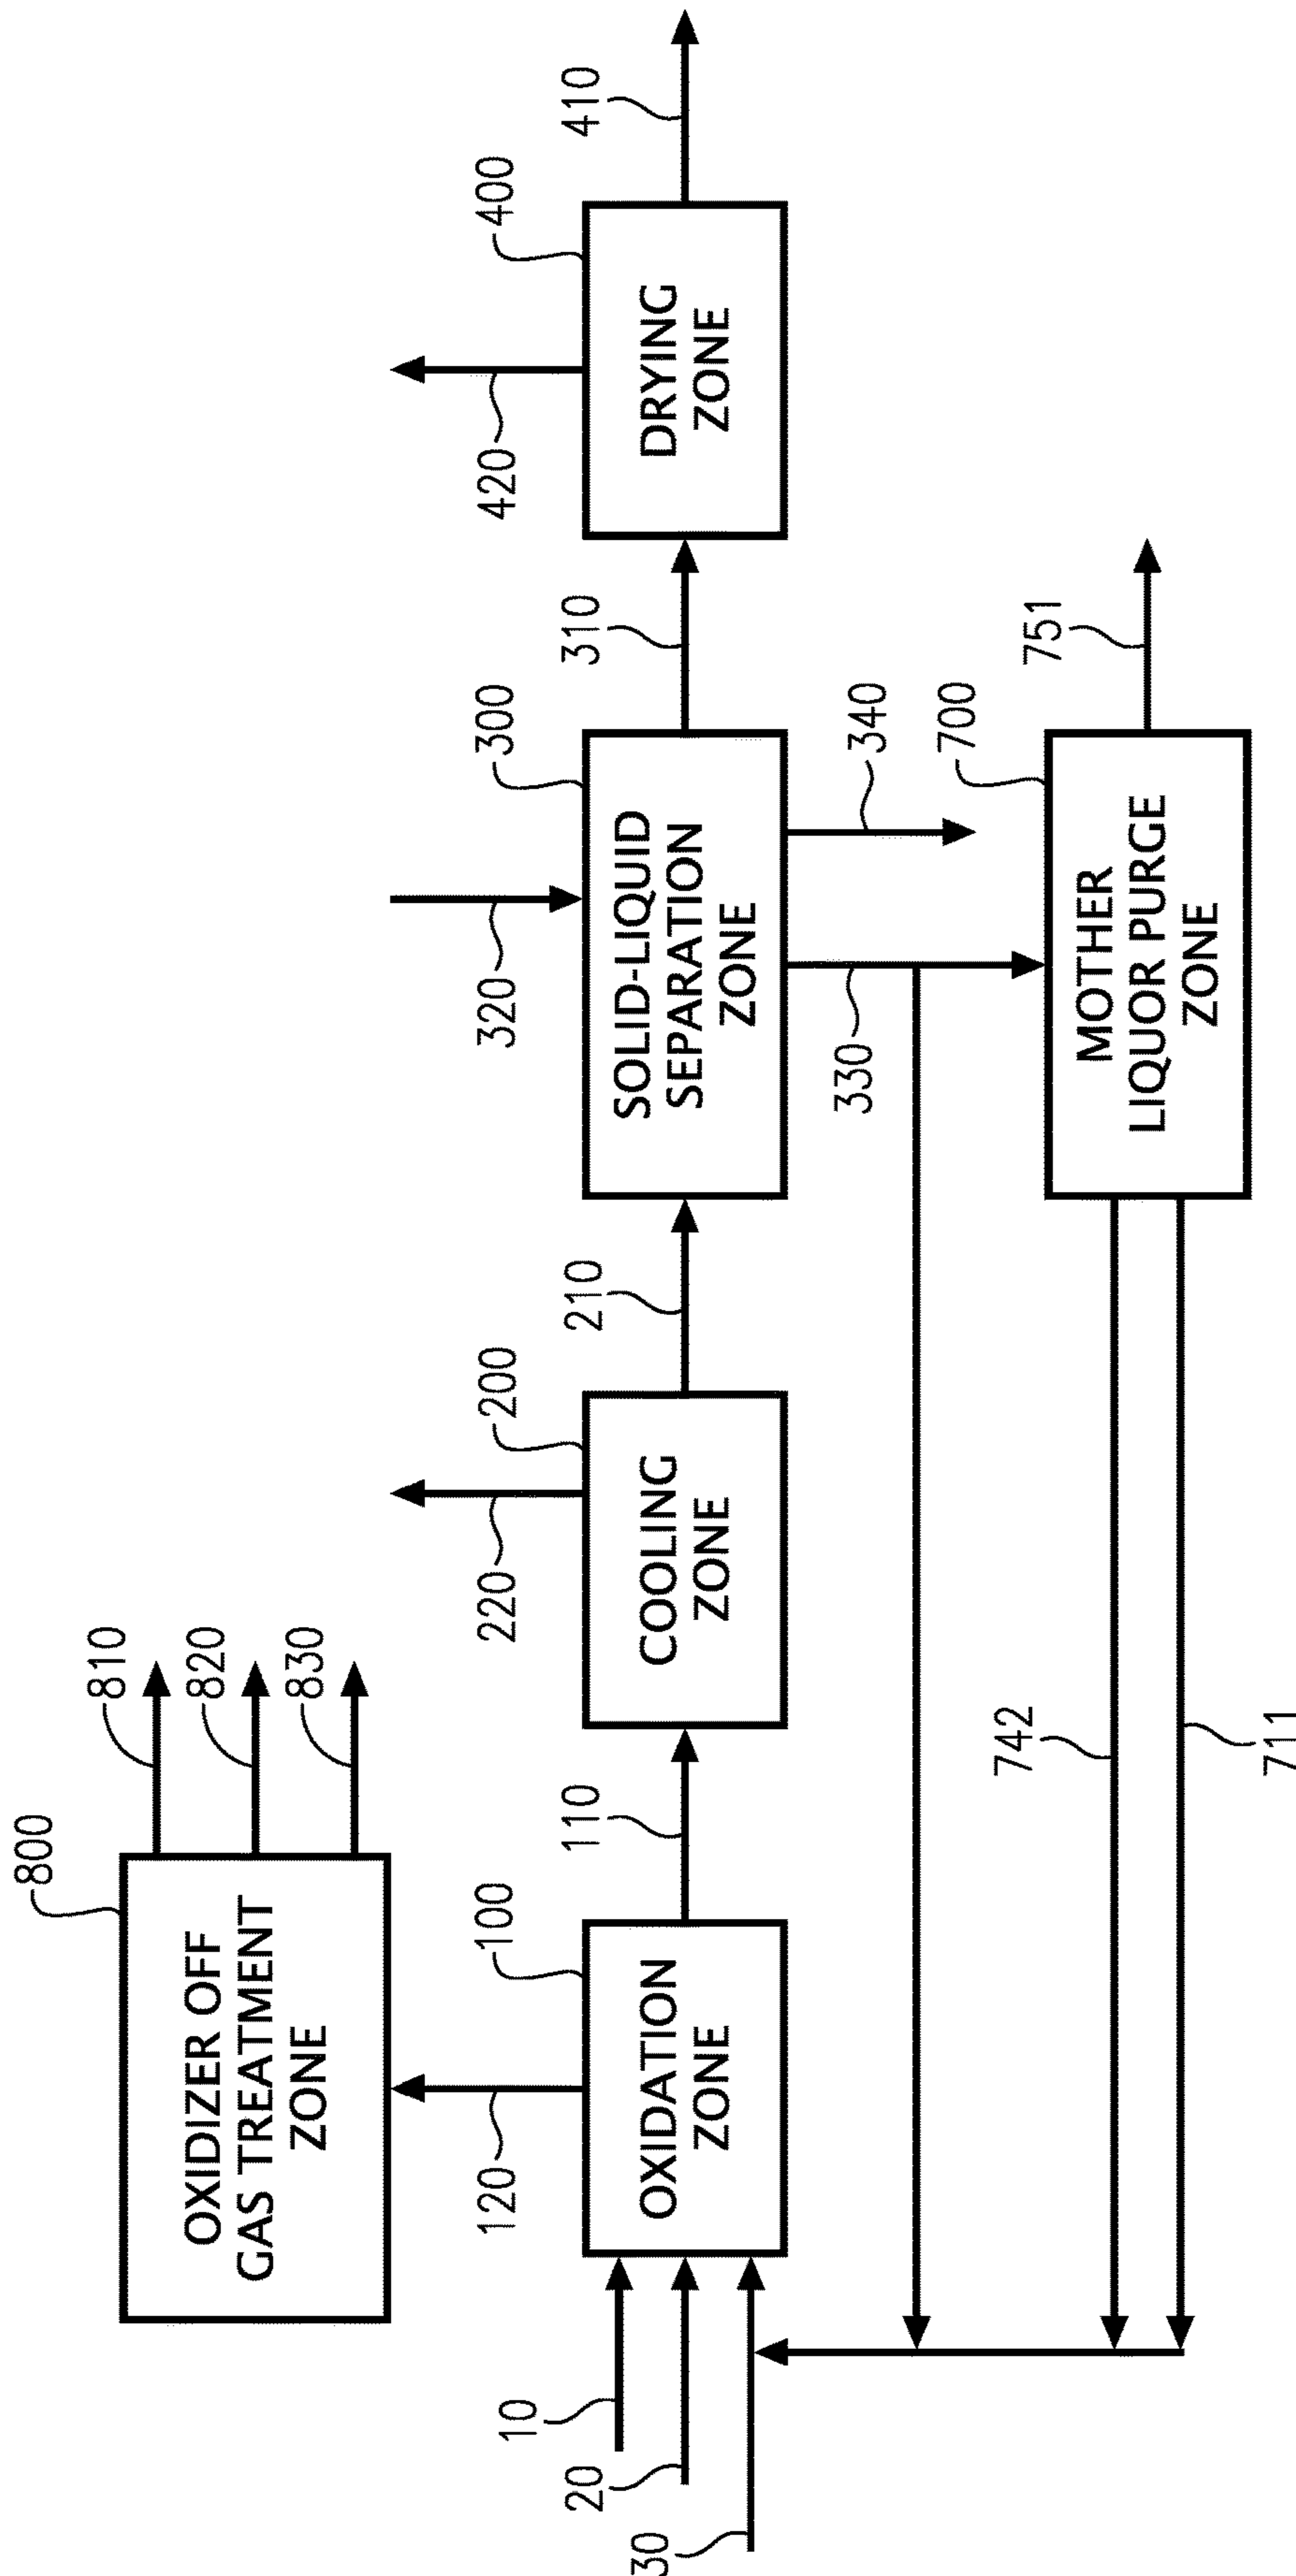 800
OXIDIZER OFF
GAS TREATMENT
ZONE
810
820
830
120
220
320
420
100
200
300
400
10
20
30
OXIDATION
ZONE
110
COOLING
ZONE
210
SOLID-LIQUID
SEPARATION
ZONE
310
DRYING
ZONE
410
330
340
700
742
711
MOTHER
LIQUOR PURGE
ZONE
751